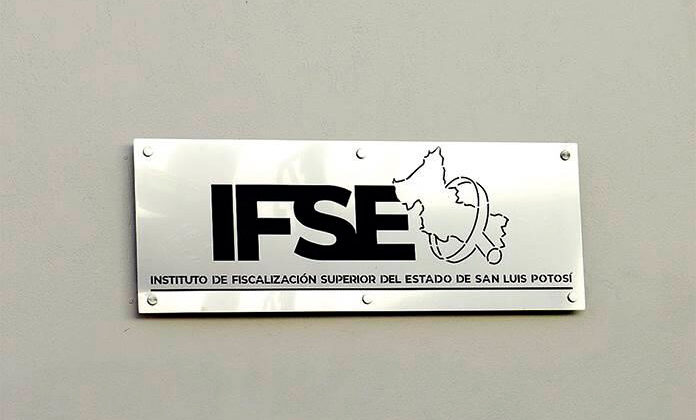 IFSE
INSTITUTO DE FISCALIZACIÓN SUPERIOR DEL ESTADO DE SAN LUIS POTOSÍ